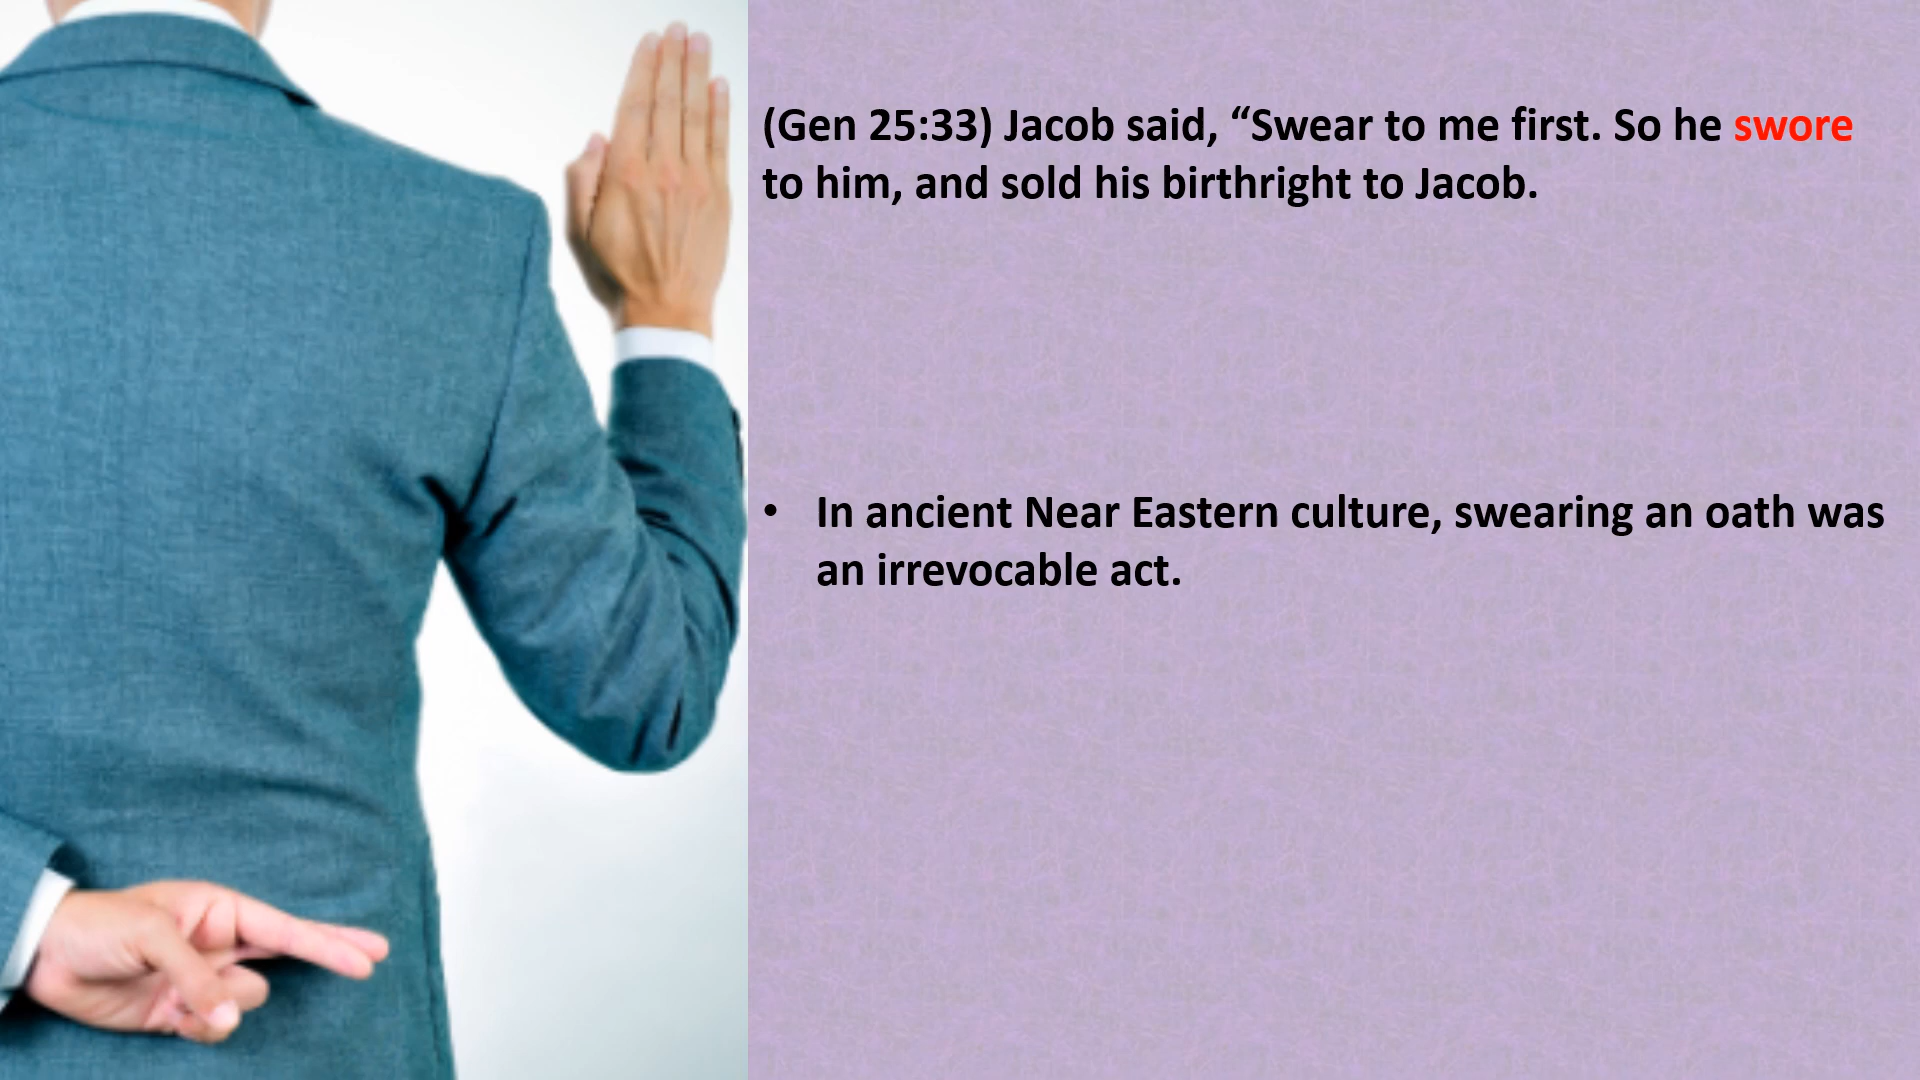 (Gen 25:33) Jacob said, “Swear to me first. So he swore
to him, and sold his birthright to Jacob.
• In ancient Near Eastern culture, swearing an oath was
an irrevocable act.